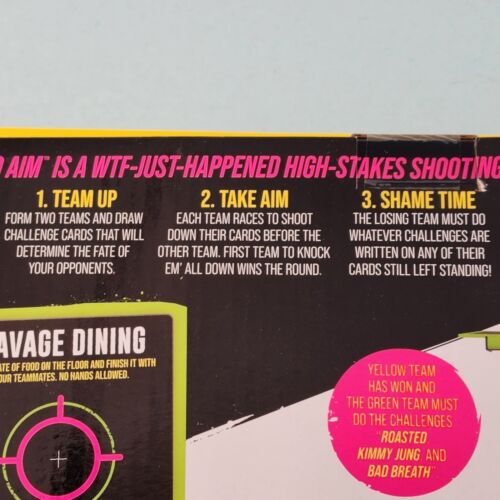 AIM™ IS A WTF-JUST-HAPPENED HIGH-STAKES SHOOTING
1. TEAM UP
FORM TWO TEAMS AND DRAW
CHALLENGE CARDS THAT WILL
DETERMINE THE FATE OF
YOUR OPPONENTS.
2. TAKE AIM
EACH TEAM RACES TO SHOOT
DOWN THEIR CARDS BEFORE THE
OTHER TEAM. FIRST TEAM TO KNOCK
EM' ALL DOWN WINS THE ROUND.
3. SHAME TIME
THE LOSING TEAM MUST DO
WHATEVER CHALLENGES ARE
WRITTEN ON ANY OF THEIR
CARDS STILL LEFT STANDING!
AVAGE DINING
ATE OF FOOD ON THE FLOOR AND FINISH IT WITH
OUR TEAMMATES. NO HANDS ALLOWED.
YELLOW TEAM
HAS WON AND
THE GREEN TEAM MUST
DO THE CHALLENGES
"ROASTED,
KIMMY JUNG, AND
BAD BREATH"